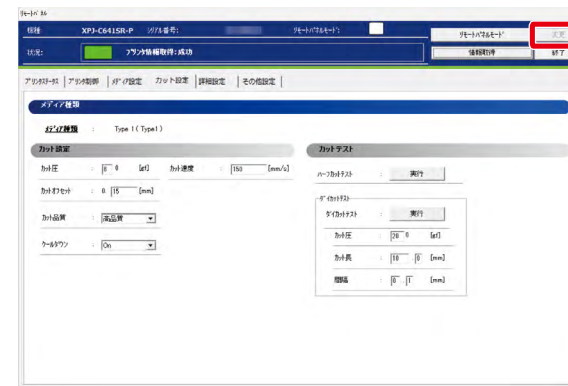 ﾘﾓｰﾄﾊﾟﾈﾙ
機種 XPJ-C641SR-P ｼﾘｱﾙ番号: ﾘﾓｰﾄﾊﾟﾈﾙﾓｰﾄﾞ: ﾘﾓｰﾄﾊﾟﾈﾙﾓｰﾄﾞ 変更
状況: ﾌﾟﾘﾝﾀ情報取得:成功 情報取得 終了
ﾌﾟﾘﾝﾀｽﾃｰﾀｽ ﾌﾟﾘﾝﾀ制御 ﾒﾃﾞｨｱ設定 ｶｯﾄ設定 詳細設定 その他設定
メディア種類
ﾒﾃﾞｨｱ種類 : Type 1 ( Type1 )
ｶｯﾄ設定
ｶｯﾄ圧 : 8 0 [gf] ｶｯﾄ速度 : 150 [mm/s]
ｶｯﾄｵﾌｾｯﾄ : 0. 15 [mm]
ｶｯﾄ品質 : 高品質
ｸｰﾙﾀﾞｳﾝ : On
ｶｯﾄﾃｽﾄ
ﾊｰﾌｶｯﾄﾃｽﾄ : 実行
ﾀﾞｲｶｯﾄﾃｽﾄ
ﾀﾞｲｶｯﾄﾃｽﾄ : 実行
ｶｯﾄ圧 : 20 0 [gf]
ｶｯﾄ長 : 10 . 0 [mm]
間隔 : 0 . 1 [mm]